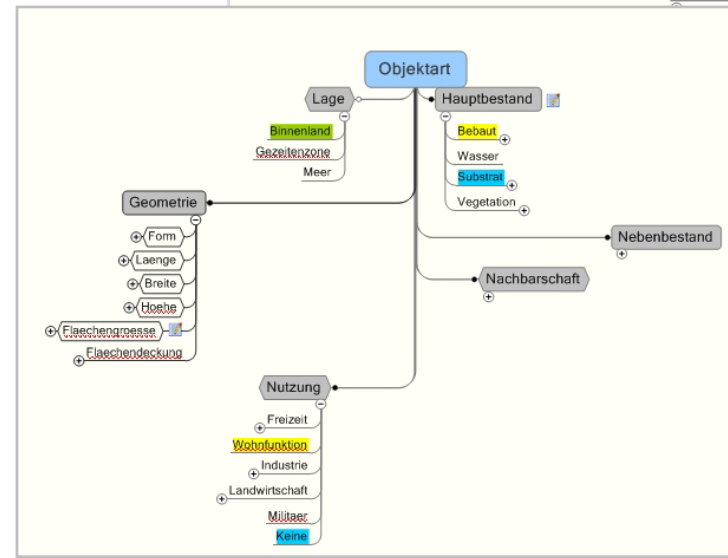 Objektart
Lage
Binnenland
Gezeitenzone
Meer
Hauptbestand
Bebaut
Wasser
Substrat
Vegetation
Geometrie
Form
Laenge
Breite
Hoehe
Flaechengroesse
Flaechendeckung
Nebenbestand
Nachbarschaft
Nutzung
Freizeit
Wohnfunktion
Industrie
Landwirtschaft
Militaer
Keine